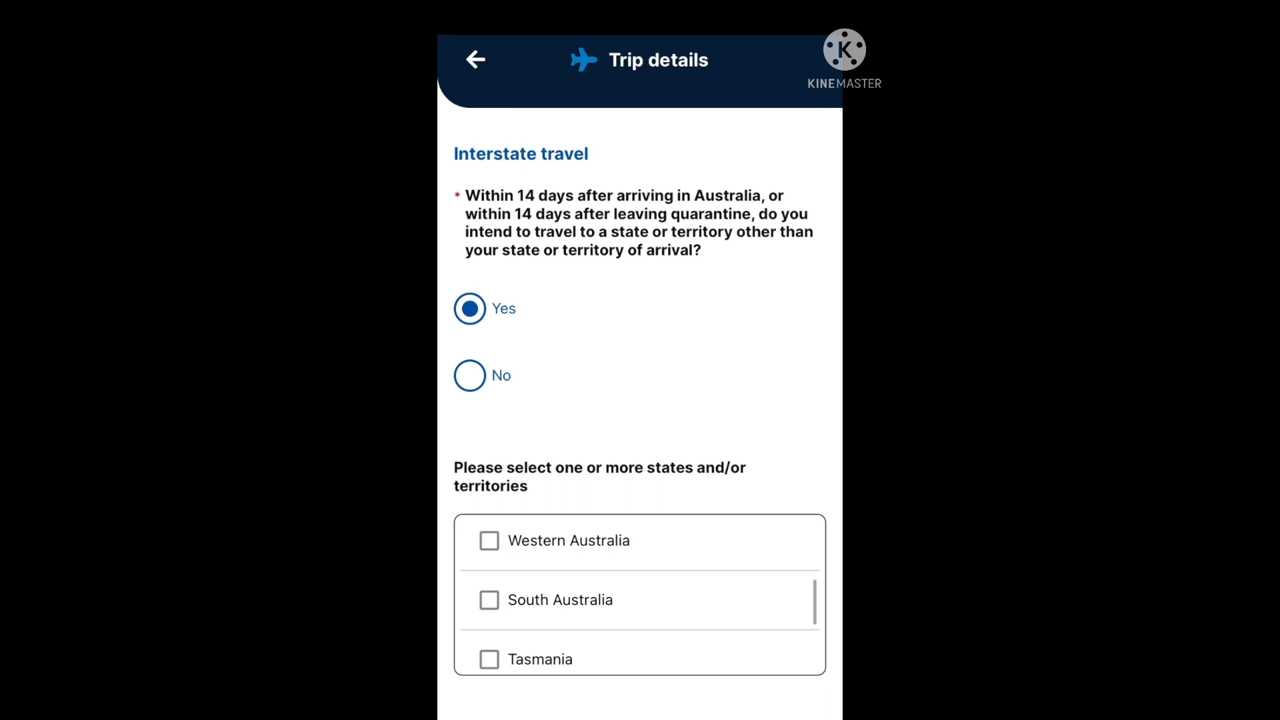 Trip details
K
KINEMASTER
Interstate travel
* Within 14 days after arriving in Australia, or
within 14 days after leaving quarantine, do you
intend to travel to a state or territory other than
your state or territory of arrival?
Yes
No
Please select one or more states and/or
territories
Western Australia
South Australia
Tasmania